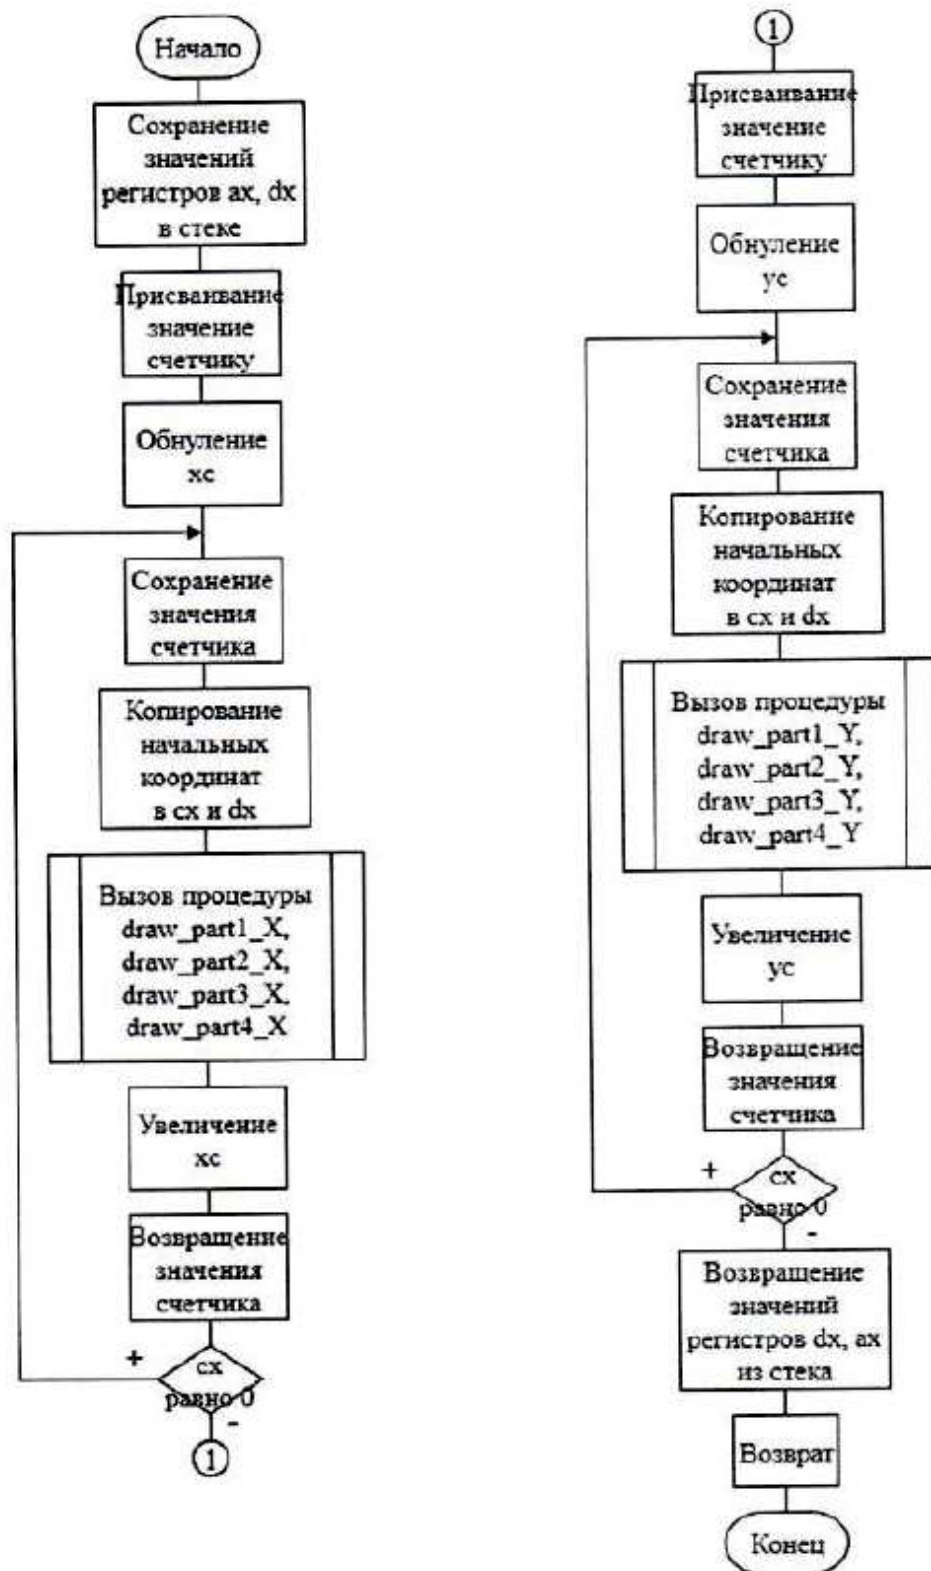 Начало
Сохранение
значений
регистров ax, dx
в стеке
Присваивание
значение
счетчику
Обнуление
xc
Сохранение
значения
счетчика
Копирование
начальных
координат
в cx и dx
Вызов процедуры
draw_part1_X,
draw_part2_X,
draw_part3_X,
draw_part4_X
Увеличение
xc
Возвращение
значения
счетчика
+
cx
равно 0
-
1
1
Присваивание
значение
счетчику
Обнуление
yc
Сохранение
значения
счетчика
Копирование
начальных
координат
в cx и dx
Вызов процедуры
draw_part1_Y,
draw_part2_Y,
draw_part3_Y,
draw_part4_Y
Увеличение
yc
Возвращение
значения
счетчика
+
cx
равно 0
-
Возвращение
значений
регистров dx, ax
из стека
Возврат
Конец